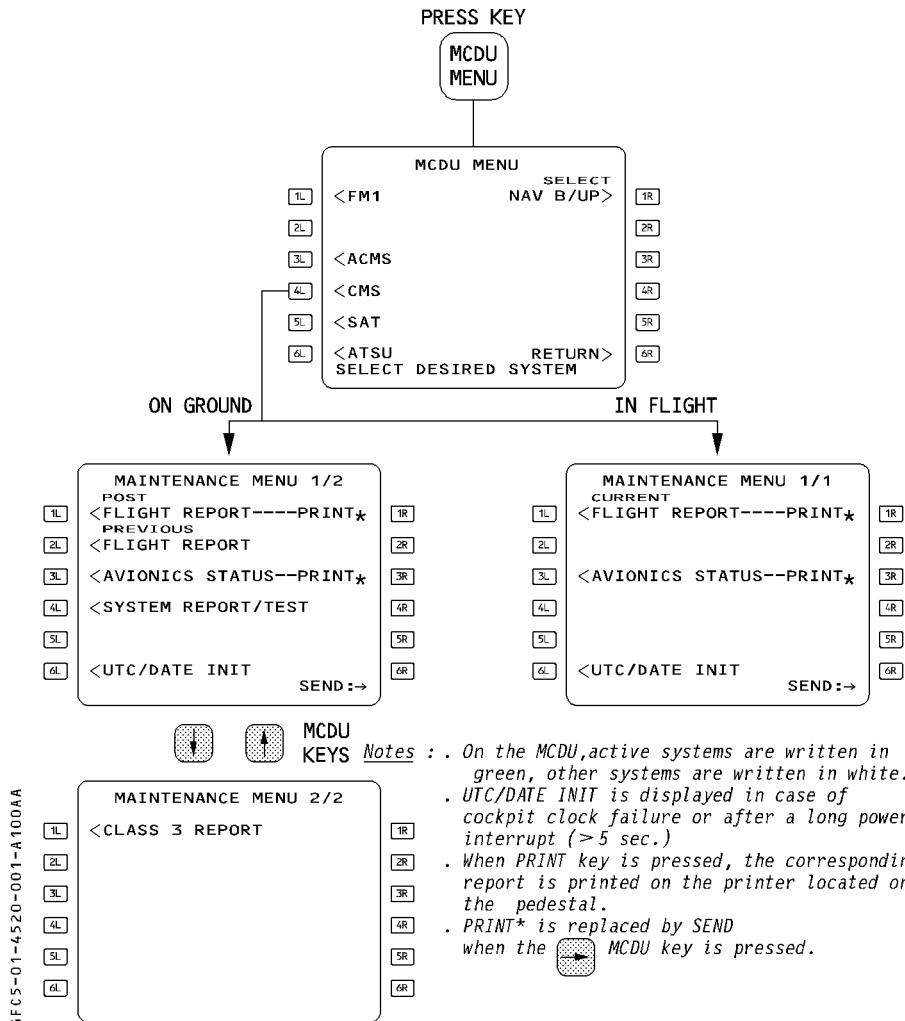 PRESS KEY
MCDU
MENU
MCDU MENU
SELECT
1L <FM1 NAV B/UP> 1R
2L 2R
3L <ACMS 3R
4L <CMS 4R
5L <SAT 5R
6L <ATSU RETURN> 6R
SELECT DESIRED SYSTEM
ON GROUND
IN FLIGHT
MAINTENANCE MENU 1/2
POST
1L <FLIGHT REPORT----PRINT* 1R
PREVIOUS
2L <FLIGHT REPORT 2R
3L <AVIONICS STATUS--PRINT* 3R
4L <SYSTEM REPORT/TEST 4R
5L 5R
6L <UTC/DATE INIT 6R
SEND:→
MAINTENANCE MENU 1/1
CURRENT
1L <FLIGHT REPORT----PRINT* 1R
2L 2R
3L <AVIONICS STATUS--PRINT* 3R
4L 4R
5L 5R
6L <UTC/DATE INIT 6R
SEND:→
↓ ↑ MCDU
KEYS
MAINTENANCE MENU 2/2
1L <CLASS 3 REPORT 1R
2L 2R
3L 3R
4L 4R
5L 5R
6L 6R
Notes : . On the MCDU,active systems are written in
green, other systems are written in white.
. UTC/DATE INIT is displayed in case of
cockpit clock failure or after a long power
interrupt (>5 sec.)
. When PRINT key is pressed, the correspondin
report is printed on the printer located o
the pedestal.
. PRINT* is replaced by SEND
when the → MCDU key is pressed.
GFC5-01-4520-001-A100AA